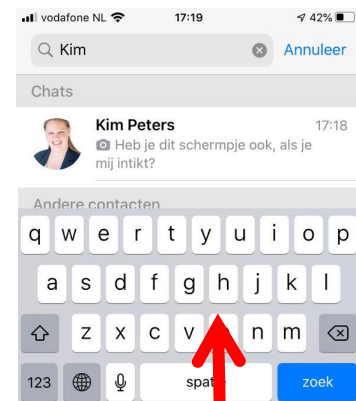 vodafone NL 17:19 42%
Kim Annuleer
Chats
Kim Peters 17:18
Heb je dit schermpje ook, als je
mij intikt?
Andere contacten
q w e r t y u i o p
a s d f g h j k l
z x c v n m
123 zoek